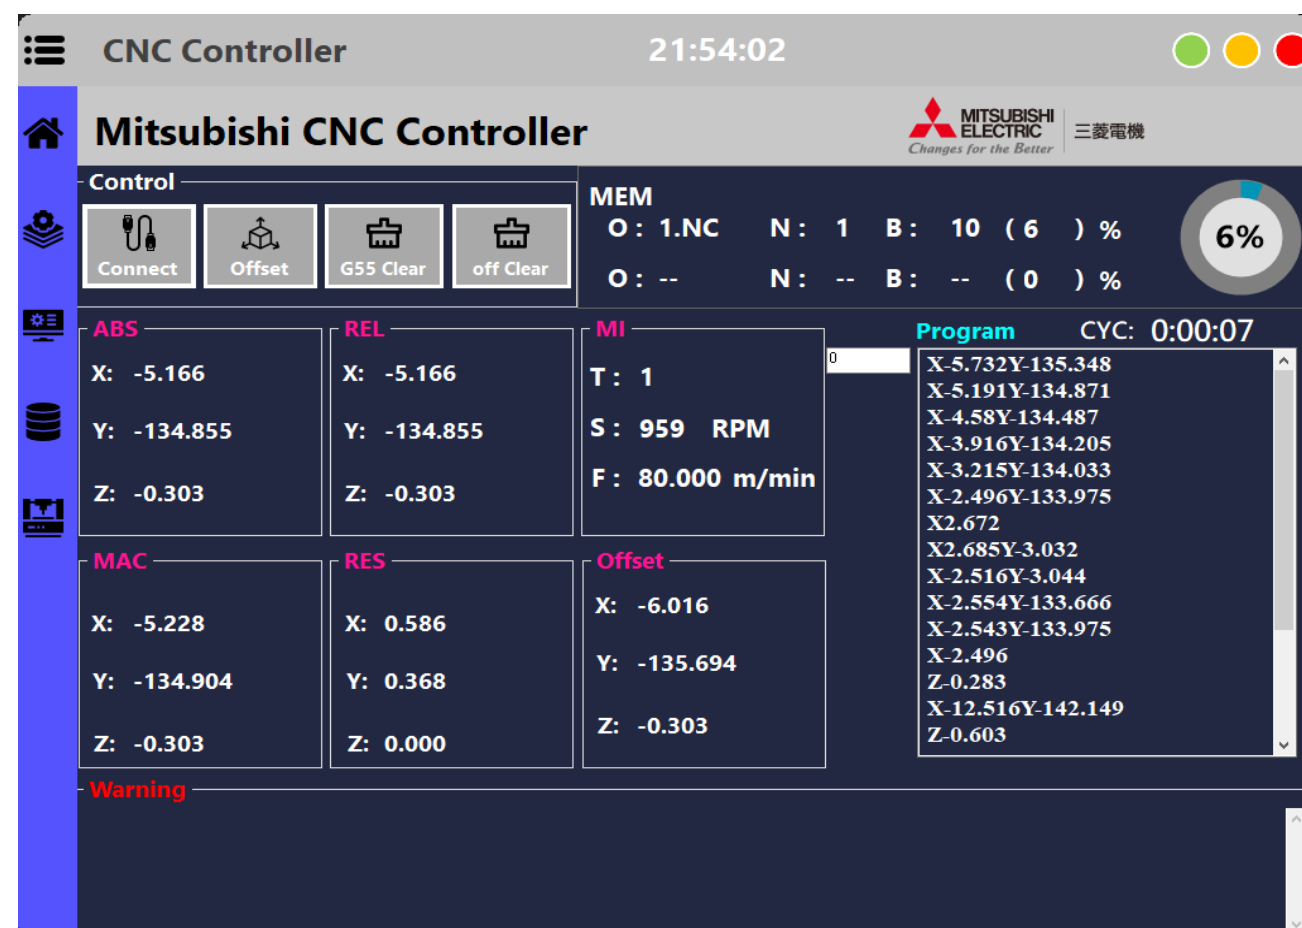 CNC Controller 21:54:02
Mitsubishi CNC Controller
MITSUBISHI
ELECTRIC
Changes for the Better
三菱電機
Control
Connect Offset G55 Clear off Clear
MEM
O : 1.NC N : 1 B : 10 ( 6 ) %
O : -- N : -- B : -- ( 0 ) %
6%
ABS
X: -5.166
Y: -134.855
Z: -0.303
REL
X: -5.166
Y: -134.855
Z: -0.303
MI
T : 1
S : 959 RPM
F : 80.000 m/min
0
Program CYC: 0:00:07
X-5.732Y-135.348
X-5.191Y-134.871
X-4.58Y-134.487
X-3.916Y-134.205
X-3.215Y-134.033
X-2.496Y-133.975
X2.672
X2.685Y-3.032
X-2.516Y-3.044
X-2.554Y-133.666
X-2.543Y-133.975
X-2.496
Z-0.283
X-12.516Y-142.149
Z-0.603
MAC
X: -5.228
Y: -134.904
Z: -0.303
RES
X: 0.586
Y: 0.368
Z: 0.000
Offset
X: -6.016
Y: -135.694
Z: -0.303
Warning